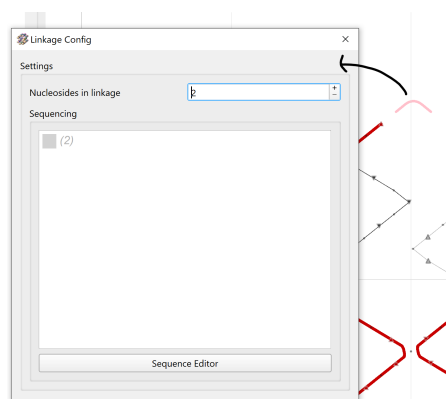 Linkage Config
Settings
Nucleosides in linkage
2
Sequencing
(2)
Sequence Editor